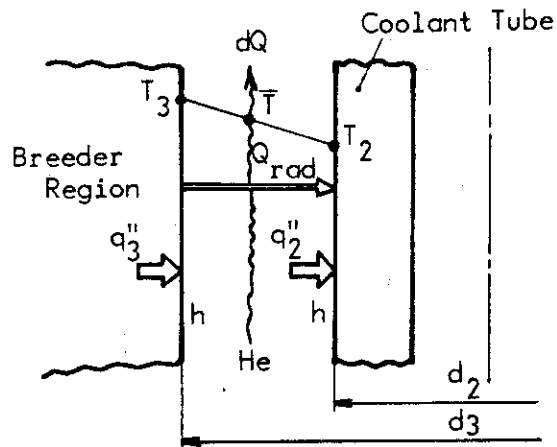 Coolant Tube
dQ
T3
T̅
T2
Breeder
Region
Qrad
q3"
q2"
h
h
He
d2
d3